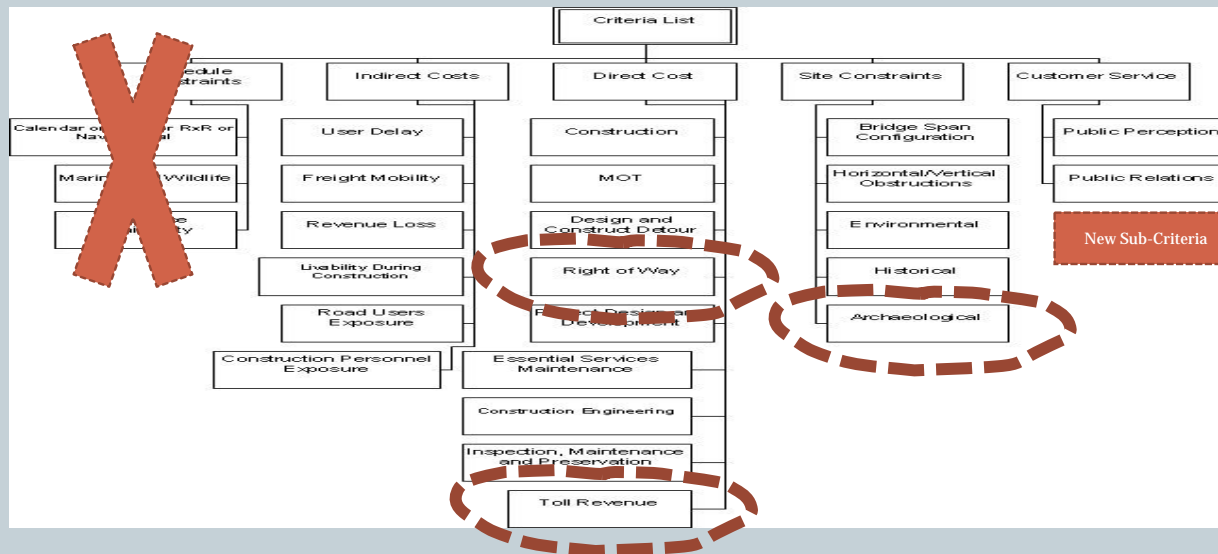 Criteria List
Indirect Costs
Direct Cost
Site Constraints
Customer Service
Calendar
RxR or
User Delay
Freight Mobility
Revenue Loss
Livability During
Construction
Road Users
Exposure
Construction Personnel
Exposure
Construction
MOT
Design and
Construct Detour
Right of Way
Development
Essential Services
Maintenance
Construction Engineering
Inspection, Maintenance
and Preservation
Toll Revenue
Bridge Span
Configuration
Horizontal/Vertical
Obstructions
Environmental
Historical
Archaeological
Public Perception
Public Relations
New Sub-Criteria
Wildlife